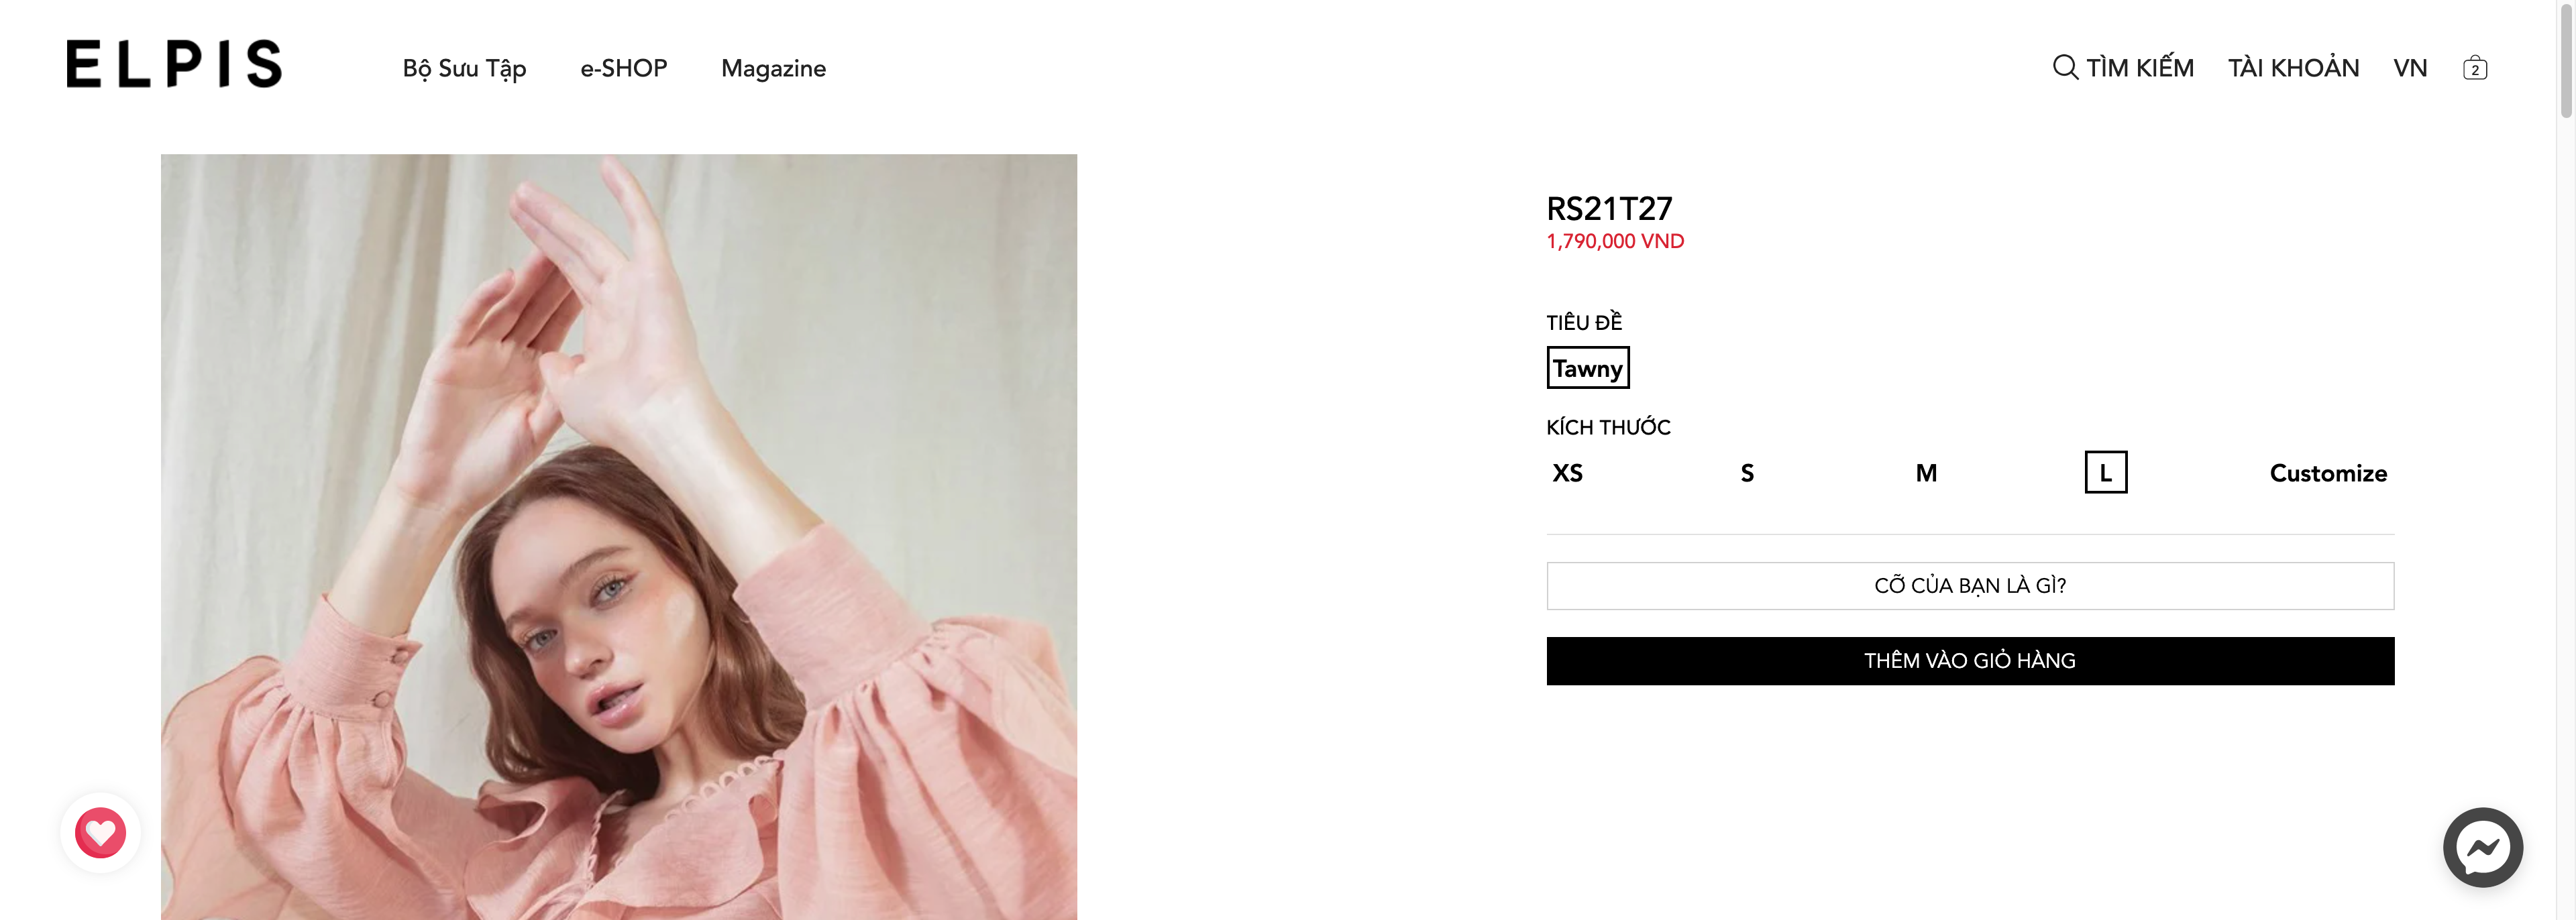 ELPIS
Bộ Sưu Tập
e-SHOP
Magazine
TÌM KIẾM
TÀI KHOẢN
VN
2
RS21T27
1,790,000 VND
TIÊU ĐỀ
Tawny
KÍCH THƯỚC
XS
S
M
L
Customize
CỠ CỦA BẠN LÀ GÌ?
THÊM VÀO GIỎ HÀNG